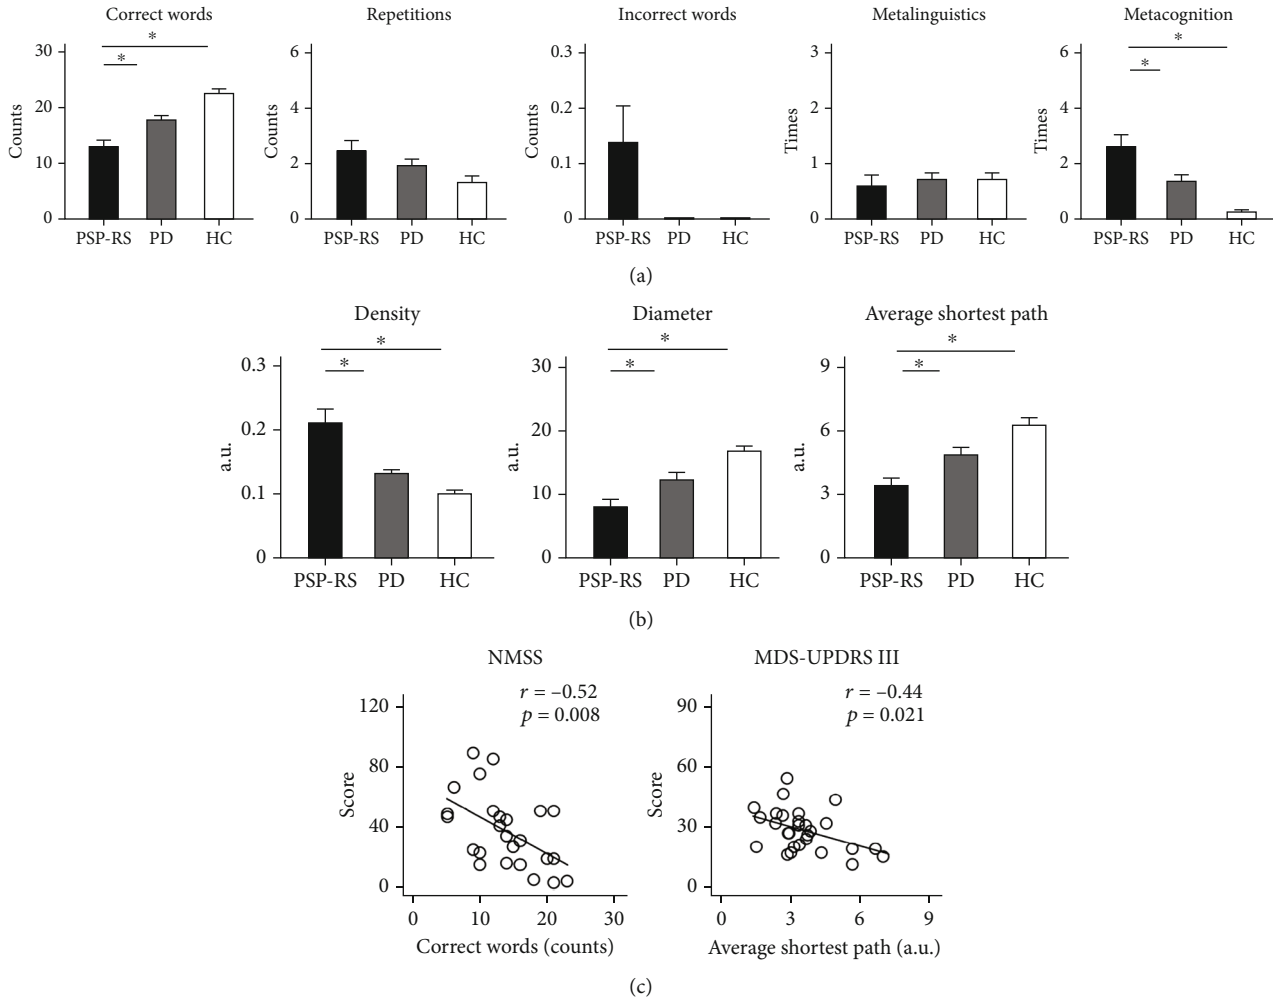 Correct words
*
*
30
20
10
0
Counts
PSP-RS PD HC
Repetitions
6
4
2
0
Counts
PSP-RS PD HC
Incorrect words
0.3
0.2
0.1
0
Counts
PSP-RS PD HC
Metalinguistics
3
2
1
0
Times
PSP-RS PD HC
Metacognition
*
*
6
4
2
0
Times
PSP-RS PD HC
(a)
Density
*
*
0.3
0.2
0.1
0
a.u.
PSP-RS PD HC
Diameter
*
*
30
20
10
0
a.u.
PSP-RS PD HC
Average shortest path
*
*
9
6
3
0
a.u.
PSP-RS PD HC
(b)
NMSS
r = –0.52
p = 0.008
120
80
40
0
Score
0 10 20 30
Correct words (counts)
MDS-UPDRS III
r = –0.44
p = 0.021
90
60
30
0
Score
0 3 6 9
Average shortest path (a.u.)
(c)